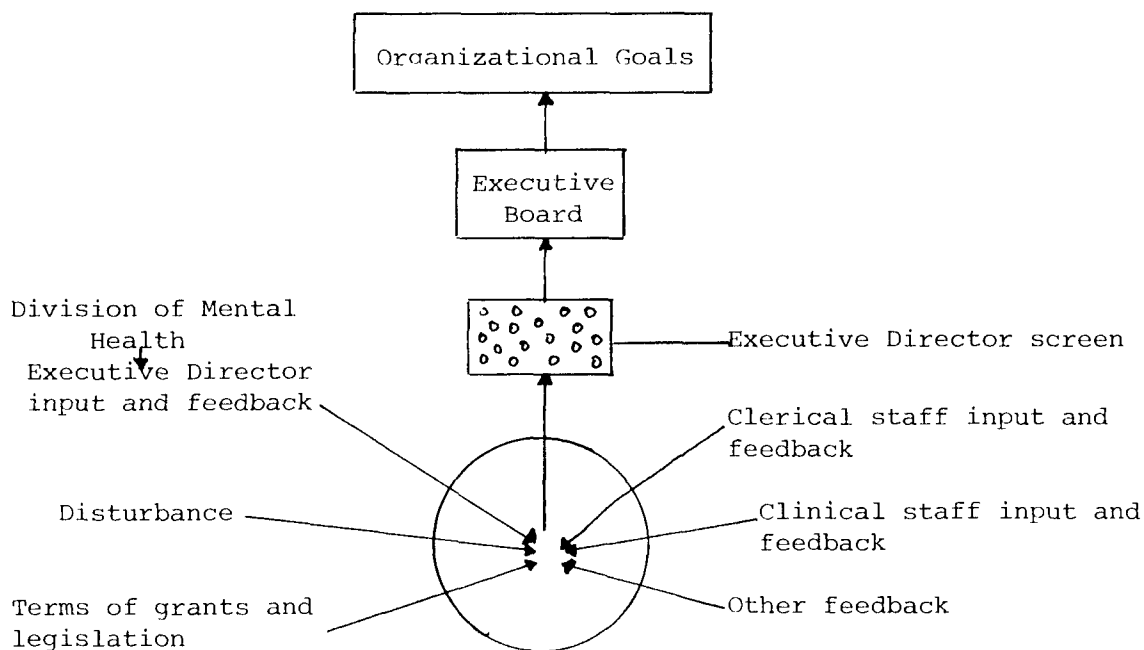 Organizational Goals
Executive
Board
Division of Mental
Health
Executive Director
input and feedback
Executive Director screen
Clerical staff input and
feedback
Disturbance
Clinical staff input and
feedback
Terms of grants and
legislation
Other feedback